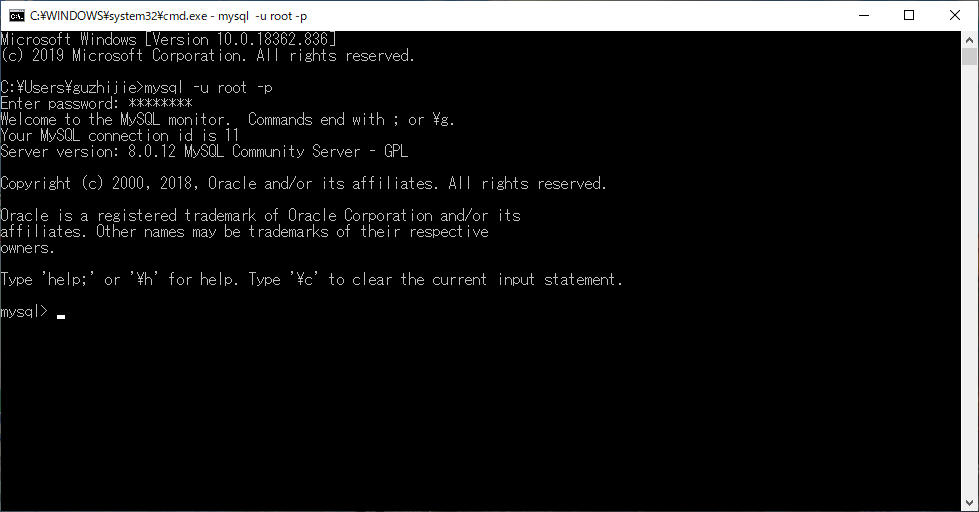 C:¥WINDOWS¥system32¥cmd.exe - mysql  -u root -p
Microsoft Windows [Version 10.0.18362.836]
(c) 2019 Microsoft Corporation. All rights reserved.
C:¥Users¥guzhijie>mysql -u root -p
Enter password: ********
Welcome to the MySQL monitor.  Commands end with ; or ¥g.
Your MySQL connection id is 11
Server version: 8.0.12 MySQL Community Server - GPL
Copyright (c) 2000, 2018, Oracle and/or its affiliates. All rights reserved.
Oracle is a registered trademark of Oracle Corporation and/or its
affiliates. Other names may be trademarks of their respective
owners.
Type 'help;' or '¥h' for help. Type '¥c' to clear the current input statement.
mysql>